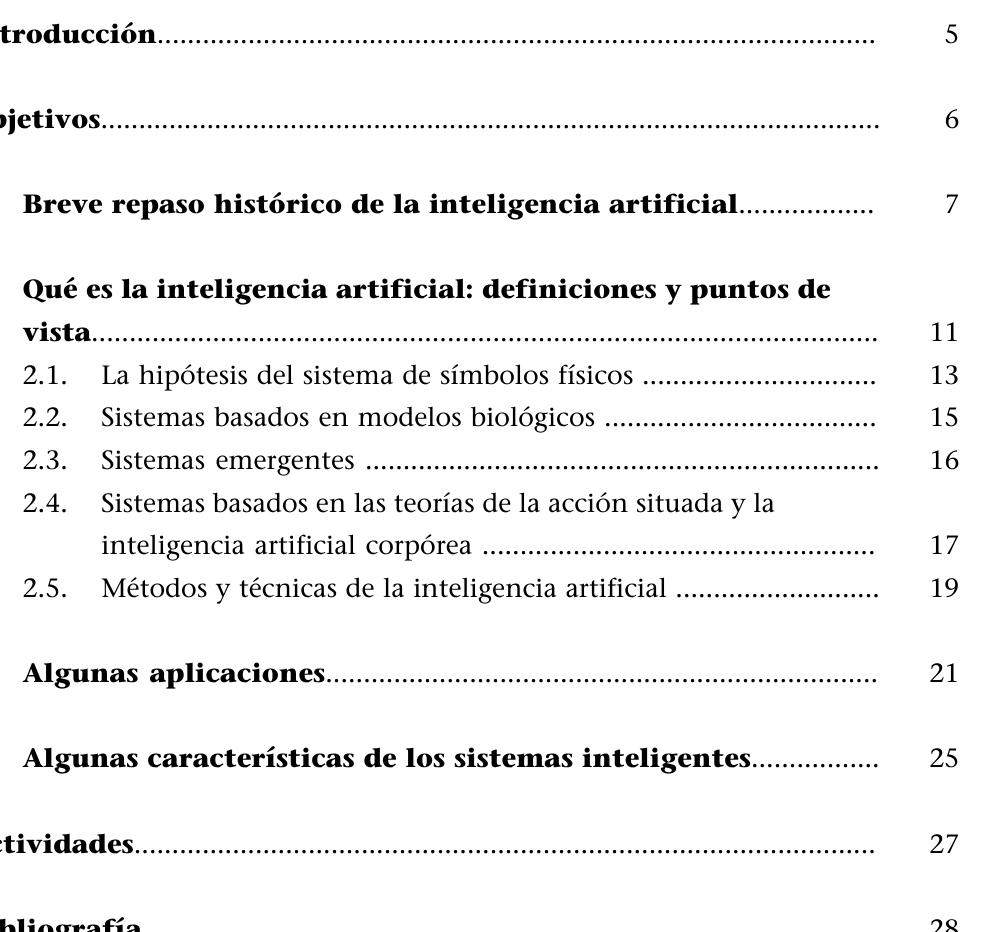 troducción................................................................................ 5
jetivos...................................................................................... 6
Breve repaso histórico de la inteligencia artificial................. 7
Qué es la inteligencia artificial: definiciones y puntos de
vista......................................................................................... 11
2.1. La hipótesis del sistema de símbolos físicos .......................... 13
2.2. Sistemas basados en modelos biológicos .............................. 15
2.3. Sistemas emergentes ......................................................... 16
2.4. Sistemas basados en las teorías de la acción situada y la
inteligencia artificial corpórea ............................................ 17
2.5. Métodos y técnicas de la inteligencia artificial ...................... 19
Algunas aplicaciones............................................................. 21
Algunas características de los sistemas inteligentes.............. 25
ctividades.................................................................................. 27
bliografía 28